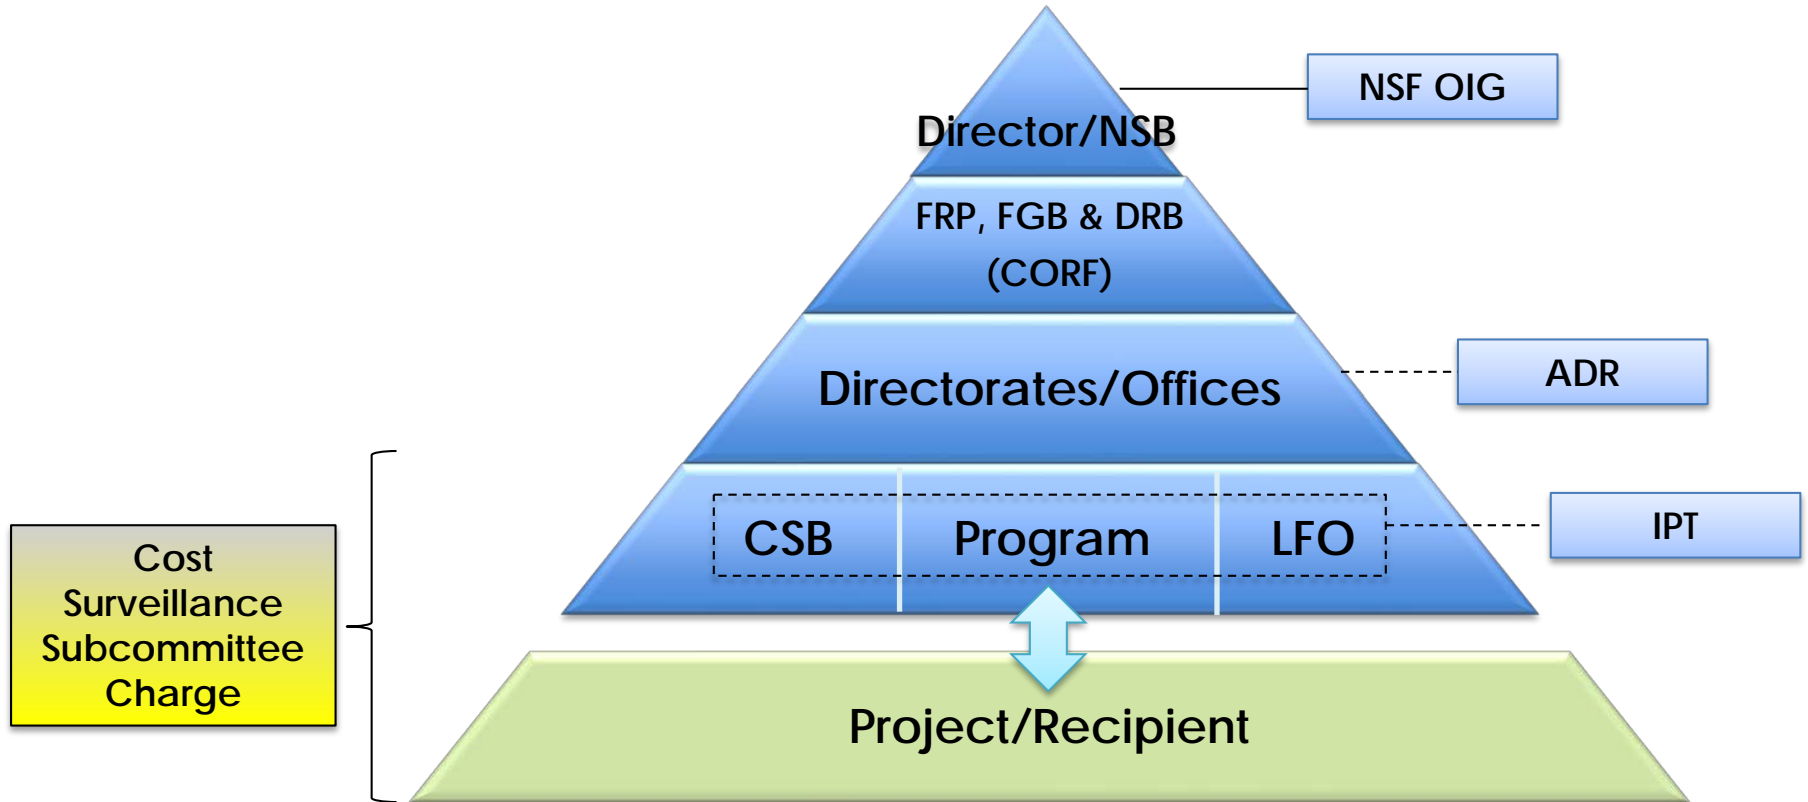 NSF OIG
Director/NSB
FRP, FGB & DRB
(CORF)
ADR
Directorates/Offices
CSB
Program
LFO
IPT
Cost
Surveillance
Subcommittee
Charge
Project/Recipient